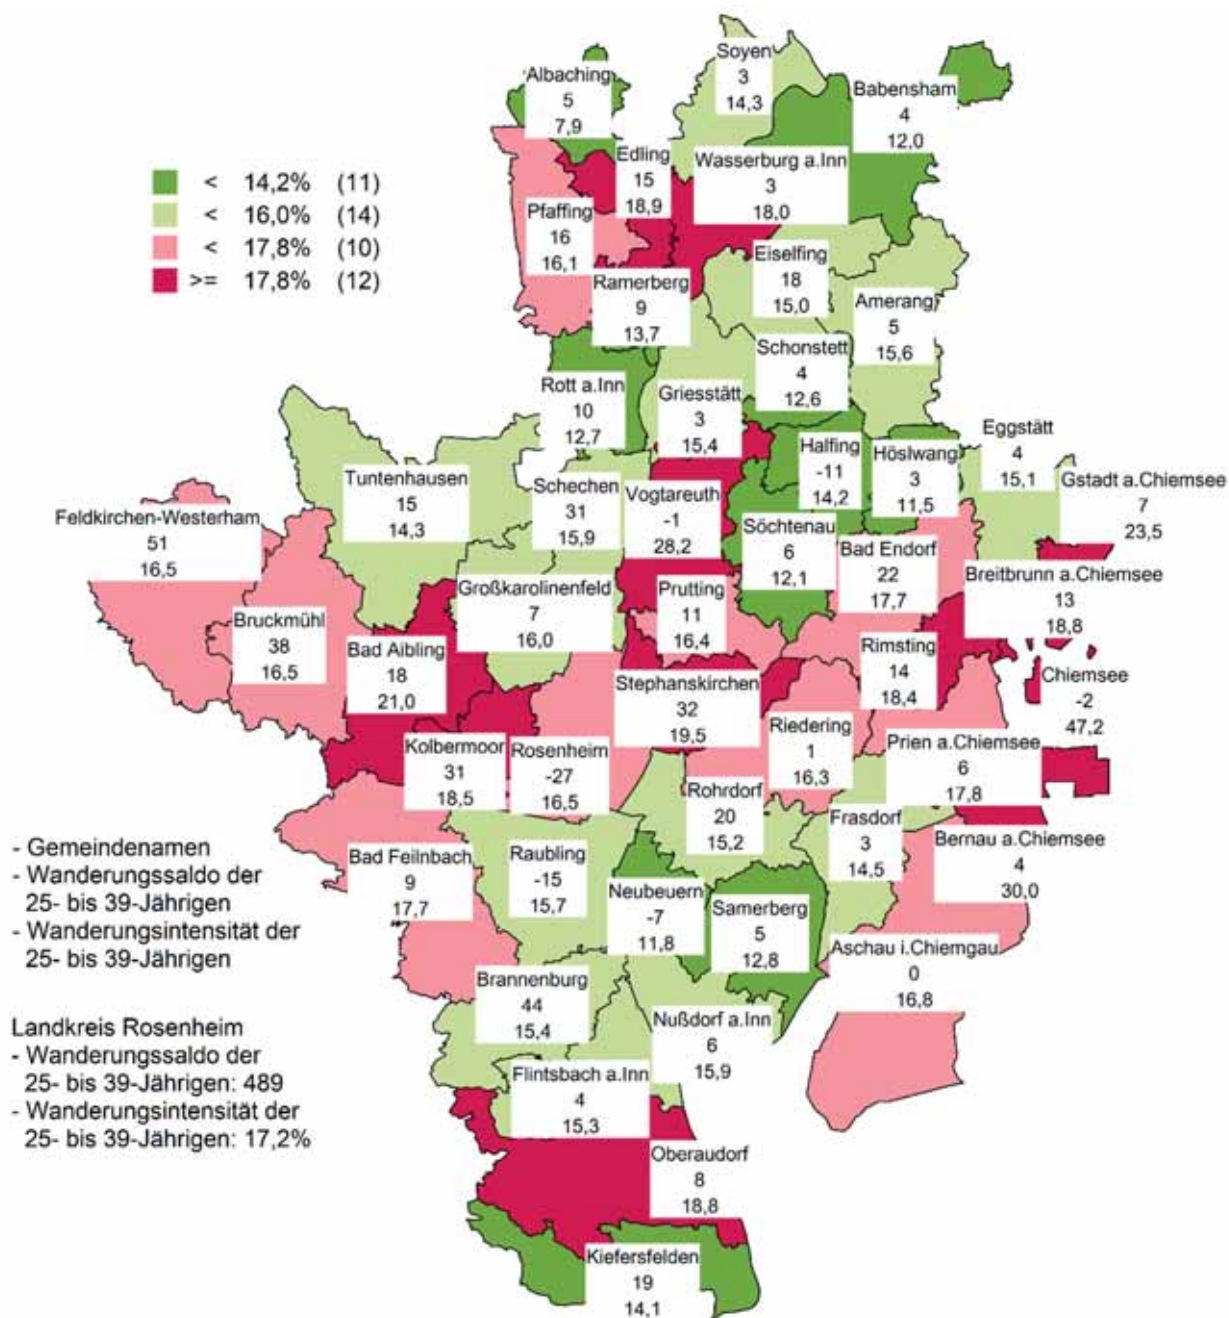 Soyen
3
14,3
Albaching
5
7,9
Babensham
4
12,0
< 14,2% (11)
< 16,0% (14)
< 17,8% (10)
>= 17,8% (12)
Edling
15
18,9
Wasserburg a.Inn
3
18,0
Pfaffing
16
16,1
Eiselfing
18
15,0
Ramerberg
9
13,7
Amerang
5
15,6
Schonstett
4
12,6
Rott a.Inn
10
12,7
Griesstätt
3
15,4
Eggstätt
4
15,1
Halfing
-11
14,2
Höslwang
3
11,5
Gstadt a.Chiemsee
7
23,5
Tuntenhausen
15
14,3
Schechen
31
15,9
Vogtareuth
-1
28,2
Feldkirchen-Westerham
51
16,5
Söchtenau
6
12,1
Bad Endorf
22
17,7
Breitbrunn a.Chiemsee
13
18,8
Großkarolinenfeld
7
16,0
Prutting
11
16,4
Bruckmühl
38
16,5
Bad Aibling
18
21,0
Rimsting
14
18,4
Chiemsee
-2
47,2
Stephanskirchen
32
19,5
Riedering
1
16,3
Prien a.Chiemsee
6
17,8
Kolbermoor
31
18,5
Rosenheim
-27
16,5
Rohrdorf
20
15,2
Frasdorf
3
14,5
Bernau a.Chiemsee
4
30,0
- Gemeindenamen
- Wanderungssaldo der
25- bis 39-Jährigen
- Wanderungsintensität der
25- bis 39-Jährigen
Bad Feilnbach
9
17,7
Raubling
-15
15,7
Neubeuern
-7
11,8
Samerberg
5
12,8
Aschau i.Chiemgau
0
16,8
Brannenburg
44
15,4
Nußdorf a.Inn
6
15,9
Landkreis Rosenheim
- Wanderungssaldo der
25- bis 39-Jährigen: 489
- Wanderungsintensität der
25- bis 39-Jährigen: 17,2%
Flintsbach a.Inn
4
15,3
Oberaudorf
8
18,8
Kiefersfelden
19
14,1